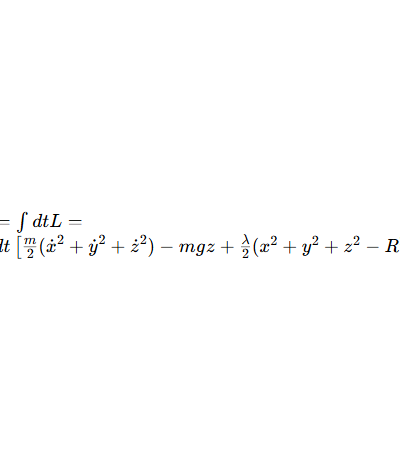 = ∫ dtL =
dt [m/2(ẋ² + ẏ² + ż²) − mgz + λ/2(x² + y² + z² − R